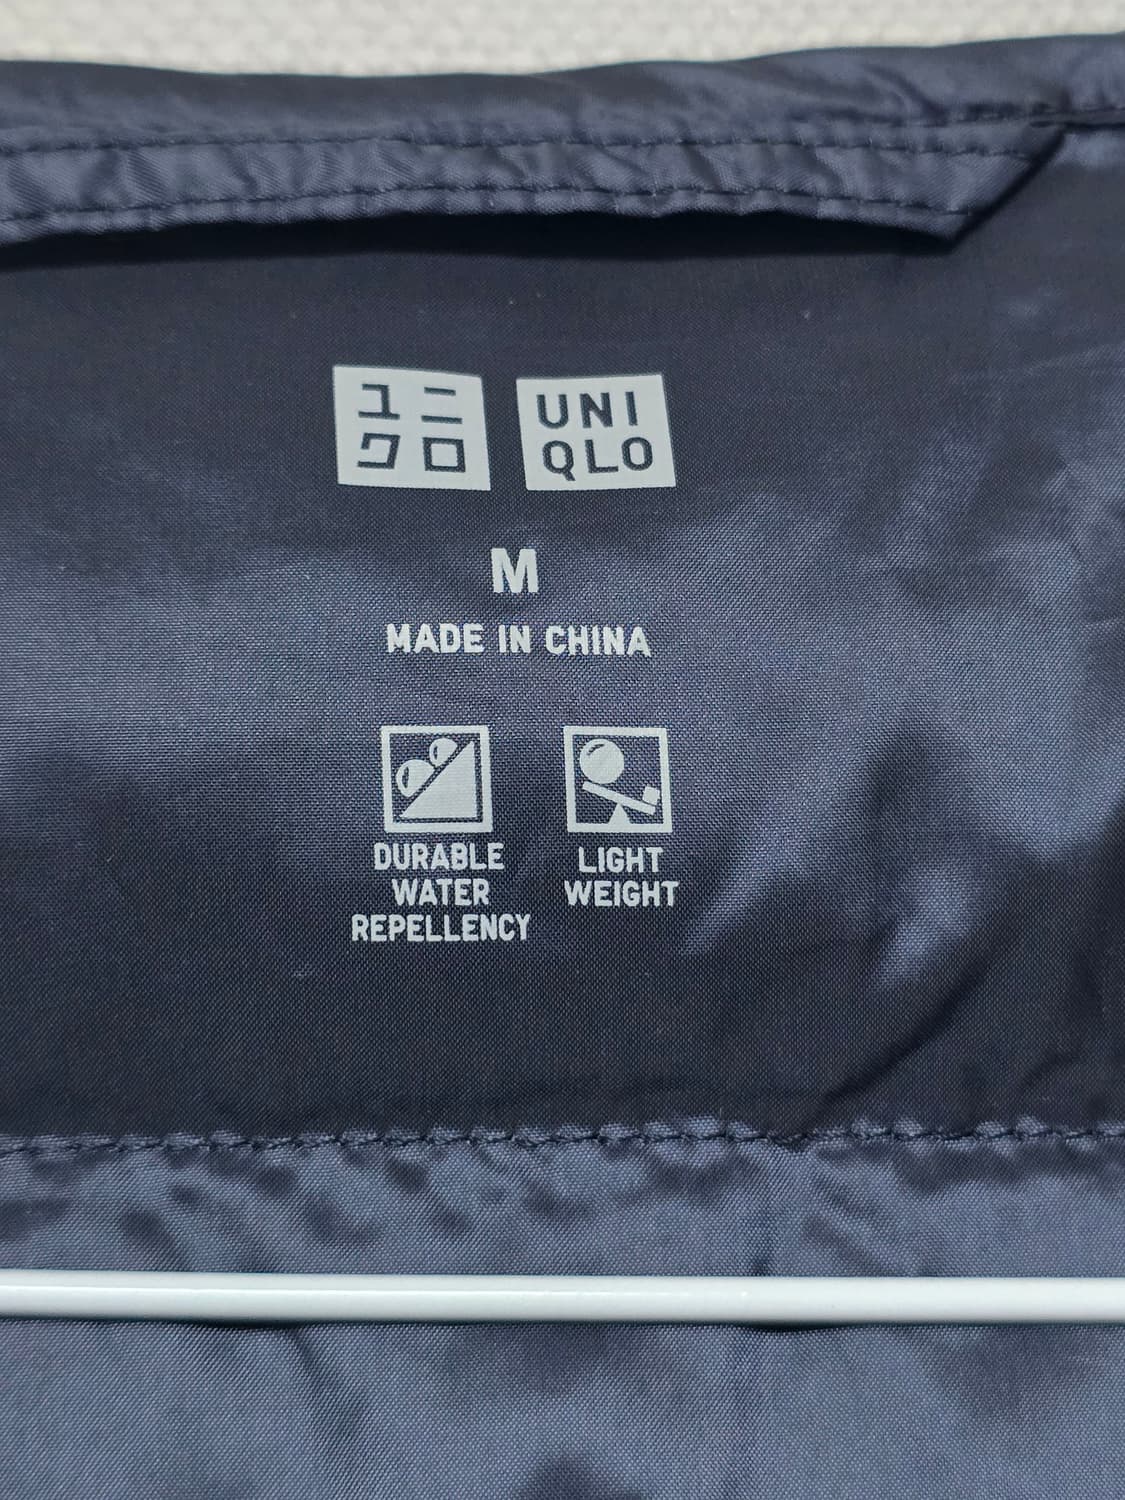 ユニ
クロ
UNI
QLO
M
MADE IN CHINA
DURABLE
WATER
REPELLENCY
LIGHT
WEIGHT